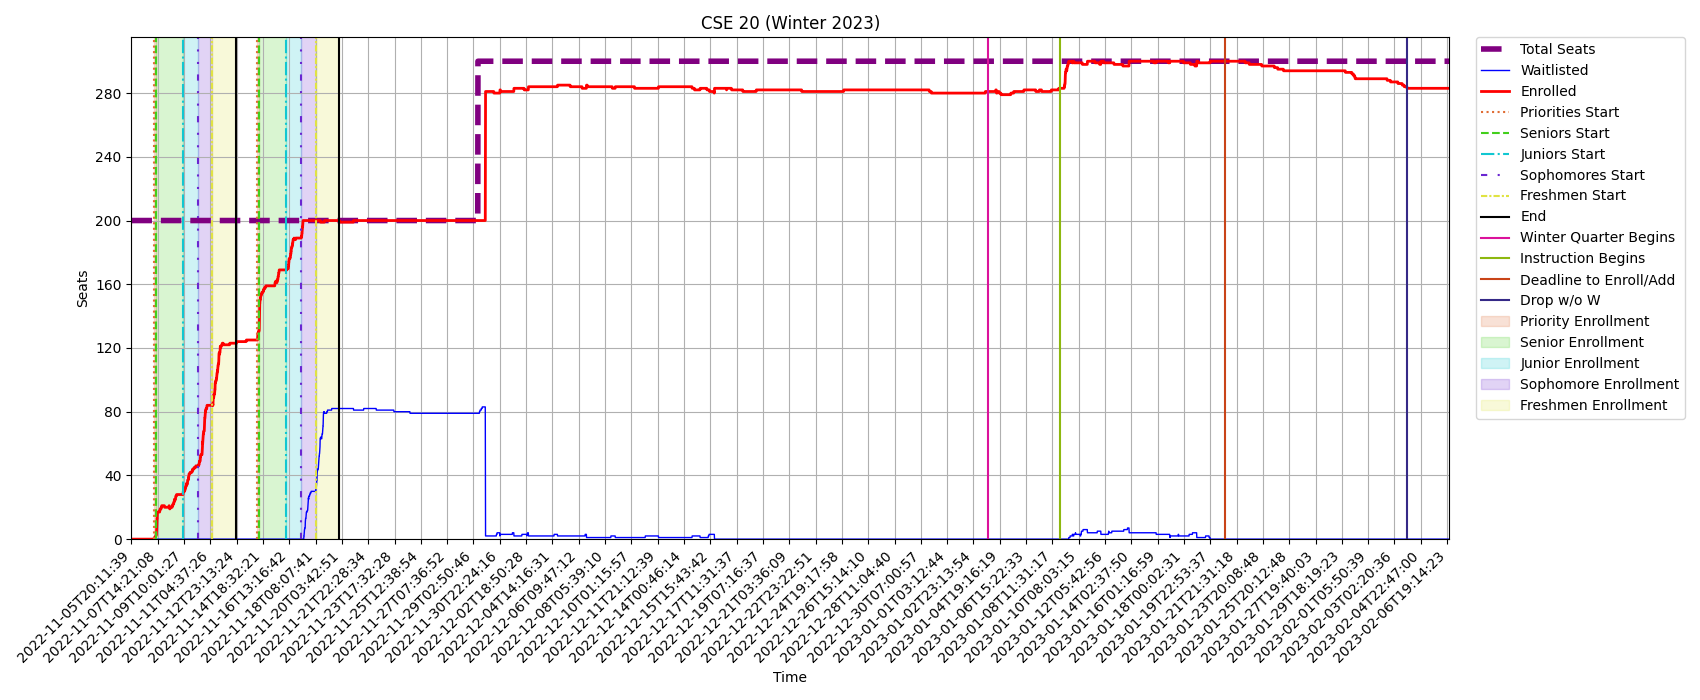 CSE 20 (Winter 2023)
Seats
280
240
200
160
120
80
40
0
2022-11-05T20:11:39
2022-11-07T14:21:08
2022-11-09T10:01:27
2022-11-11T04:37:26
2022-11-12T23:13:24
2022-11-14T18:32:21
2022-11-16T13:16:42
2022-11-18T08:07:41
2022-11-20T03:42:51
2022-11-21T22:28:34
2022-11-23T17:32:28
2022-11-25T12:38:54
2022-11-27T07:36:52
2022-11-29T02:50:46
2022-11-30T22:24:16
2022-12-02T18:50:28
2022-12-04T14:16:31
2022-12-06T09:47:12
2022-12-08T05:39:10
2022-12-10T01:15:57
2022-12-11T21:12:39
2022-12-14T00:46:14
2022-12-15T15:43:42
2022-12-17T11:31:37
2022-12-19T07:16:37
2022-12-21T03:36:09
2022-12-22T23:22:51
2022-12-24T19:17:58
2022-12-26T15:14:10
2022-12-28T11:04:40
2022-12-30T07:00:57
2023-01-01T03:12:44
2023-01-02T23:13:54
2023-01-04T19:16:19
2023-01-06T15:22:33
2023-01-08T11:31:17
2023-01-10T08:03:15
2023-01-12T05:42:56
2023-01-14T02:37:50
2023-01-16T01:16:59
2023-01-18T00:02:31
2023-01-19T22:53:37
2023-01-21T21:31:18
2023-01-23T20:08:48
2023-01-25T20:12:48
2023-01-27T19:40:03
2023-01-29T18:19:23
2023-02-01T05:50:39
2023-02-03T02:20:36
2023-02-04T22:47:00
2023-02-06T19:14:23
Time
Total Seats
Waitlisted
Enrolled
Priorities Start
Seniors Start
Juniors Start
Sophomores Start
Freshmen Start
End
Winter Quarter Begins
Instruction Begins
Deadline to Enroll/Add
Drop w/o W
Priority Enrollment
Senior Enrollment
Junior Enrollment
Sophomore Enrollment
Freshmen Enrollment